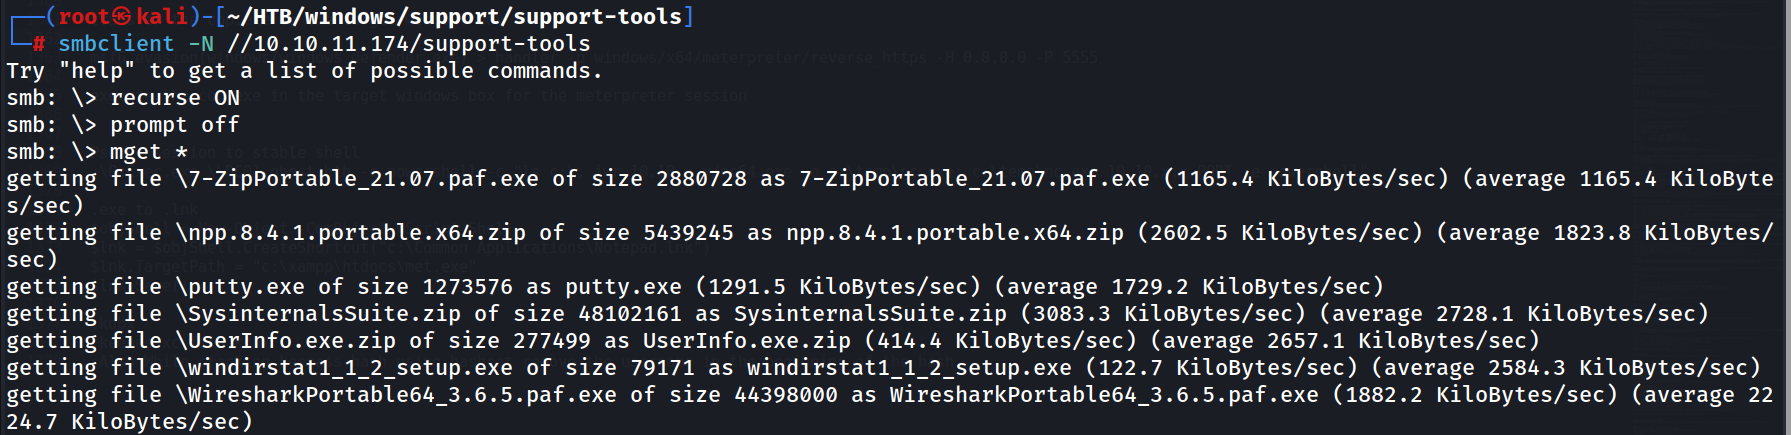 ┌──(root㉿kali)-[~/HTB/windows/support/support-tools]
└─# smbclient -N //10.10.11.174/support-tools
Try "help" to get a list of possible commands.
smb: \> recurse ON
smb: \> prompt off
smb: \> mget *
getting file \7-ZipPortable_21.07.paf.exe of size 2880728 as 7-ZipPortable_21.07.paf.exe (1165.4 KiloBytes/sec) (average 1165.4 KiloByte
s/sec)
getting file \npp.8.4.1.portable.x64.zip of size 5439245 as npp.8.4.1.portable.x64.zip (2602.5 KiloBytes/sec) (average 1823.8 KiloBytes/
sec)
getting file \putty.exe of size 1273576 as putty.exe (1291.5 KiloBytes/sec) (average 1729.2 KiloBytes/sec)
getting file \SysinternalsSuite.zip of size 48102161 as SysinternalsSuite.zip (3083.3 KiloBytes/sec) (average 2728.1 KiloBytes/sec)
getting file \UserInfo.exe.zip of size 277499 as UserInfo.exe.zip (414.4 KiloBytes/sec) (average 2657.1 KiloBytes/sec)
getting file \windirstat1_1_2_setup.exe of size 79171 as windirstat1_1_2_setup.exe (122.7 KiloBytes/sec) (average 2584.3 KiloBytes/sec)
getting file \WiresharkPortable64_3.6.5.paf.exe of size 44398000 as WiresharkPortable64_3.6.5.paf.exe (1882.2 KiloBytes/sec) (average 22
24.7 KiloBytes/sec)